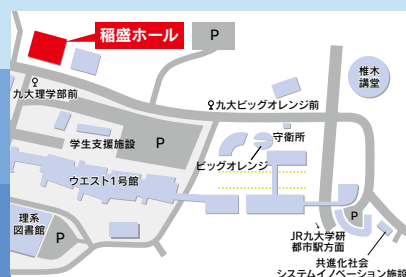 稲盛ホール
P
椎木
講堂
九大理学部前
九大ビッグオレンジ前
守衛所
学生支援施設
P
ビッグオレンジ
ウエスト1号館
理系
図書館
P
P
JR九大学研
都市駅方面
共進化社会
システムイノベーション施設